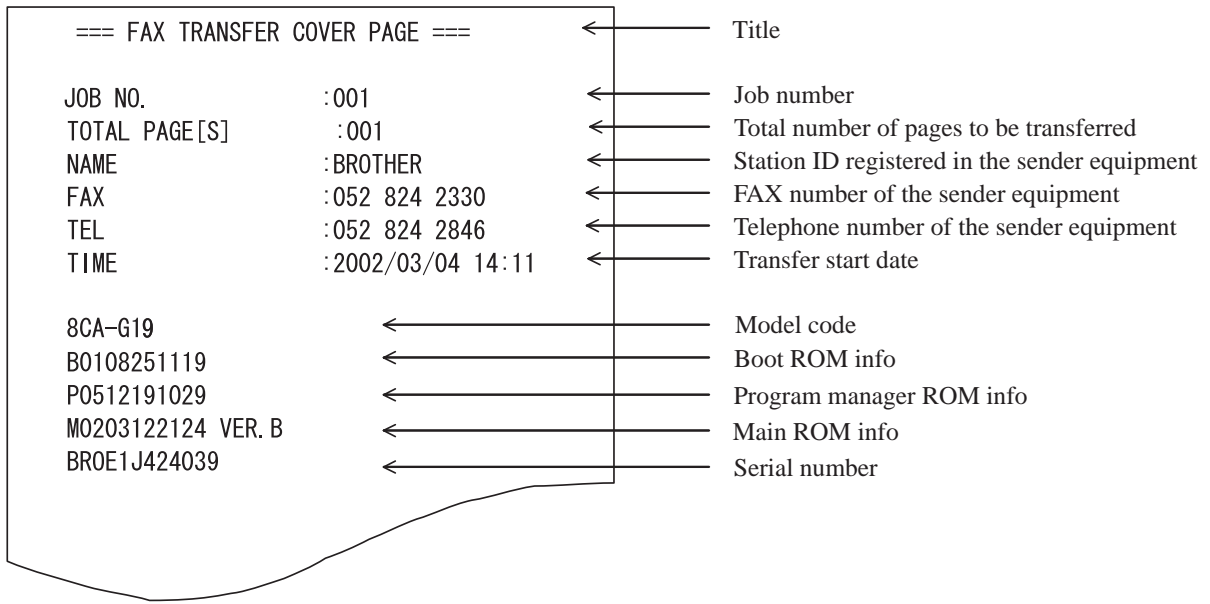 === FAX TRANSFER COVER PAGE === Title
JOB NO. :001 Job number
TOTAL PAGE[S] :001 Total number of pages to be transferred
NAME :BROTHER Station ID registered in the sender equipment
FAX :052 824 2330 FAX number of the sender equipment
TEL :052 824 2846 Telephone number of the sender equipment
TIME :2002/03/04 14:11 Transfer start date
8CA-G19 Model code
B0108251119 Boot ROM info
P0512191029 Program manager ROM info
M0203122124 VER.B Main ROM info
BROE1J424039 Serial number